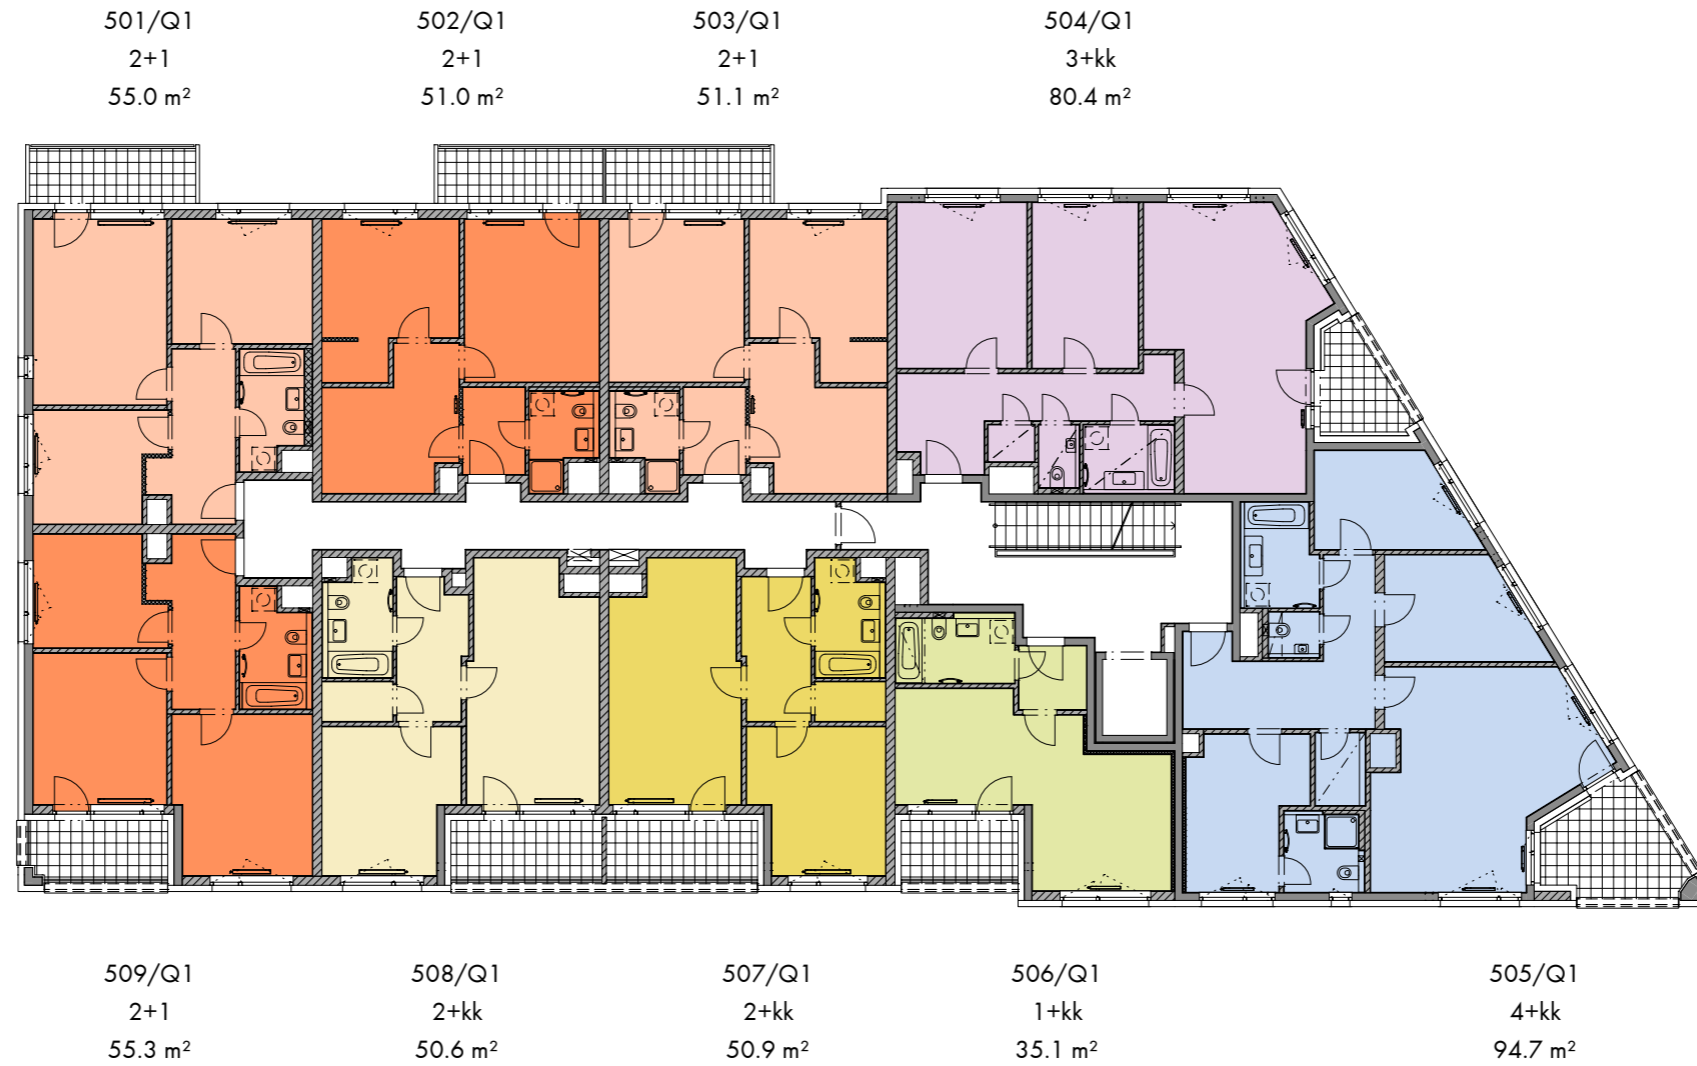 501/Q1
2+1
55.0 m²
502/Q1
2+1
51.0 m²
503/Q1
2+1
51.1 m²
504/Q1
3+kk
80.4 m²
509/Q1
2+1
55.3 m²
508/Q1
2+kk
50.6 m²
507/Q1
2+kk
50.9 m²
506/Q1
1+kk
35.1 m²
505/Q1
4+kk
94.7 m²